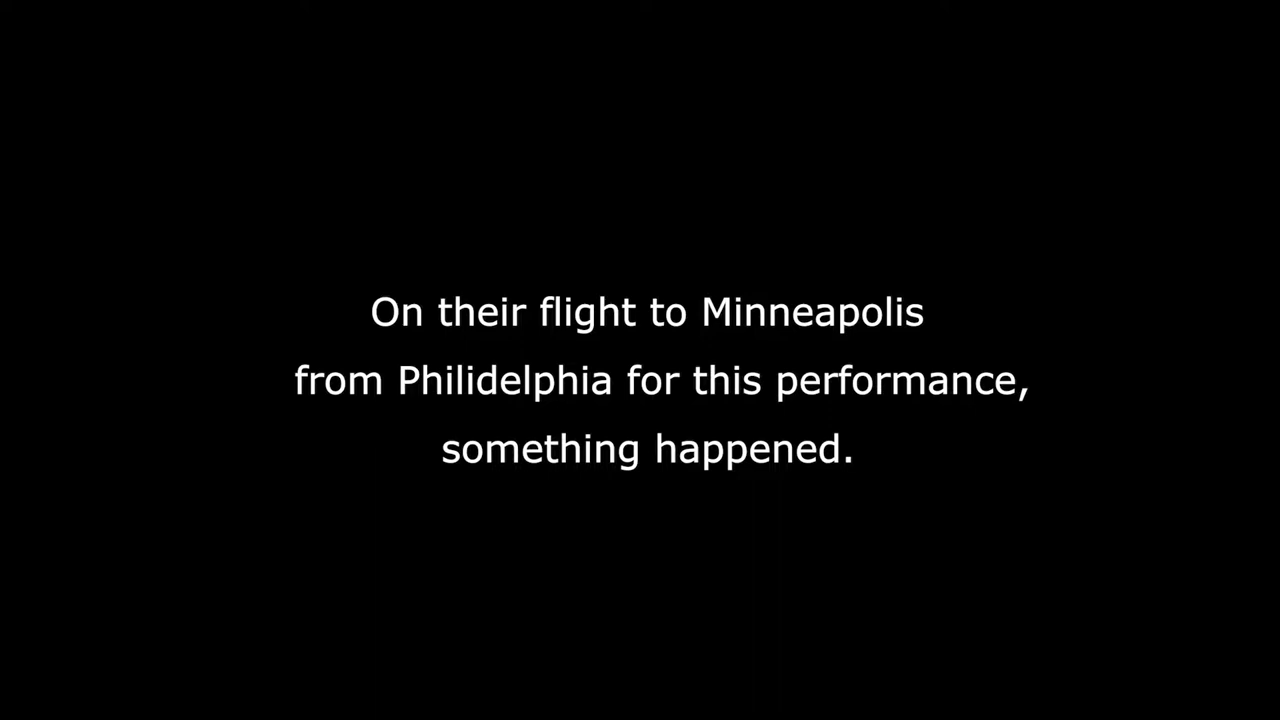 On their flight to Minneapolis
from Philidelphia for this performance,
something happened.